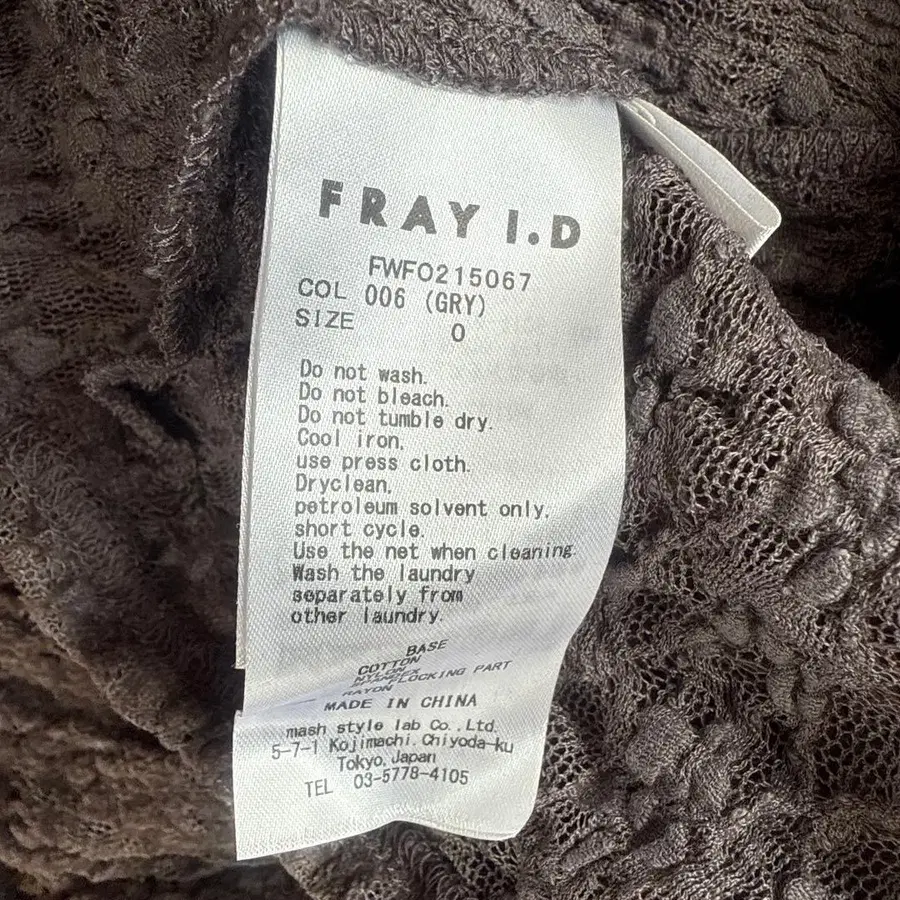 FRAY I.D
FWFO215067
COL 006 (GRY)
SIZE 0
Do not wash.
Do not bleach.
Do not tumble dry.
Cool iron.
use press cloth.
Dryclean.
petroleum solvent only.
short cycle.
Use the net when cleaning.
Wash the laundry
separately from
other laundry.
BASE
COTTON
NYLON
RAYON FLOCKING PART
MADE IN CHINA
mash style lab Co.,Ltd.
5-7-1 Kojimachi. Chiyoda-ku
Tokyo, Japan
TEL 03-5778-4105